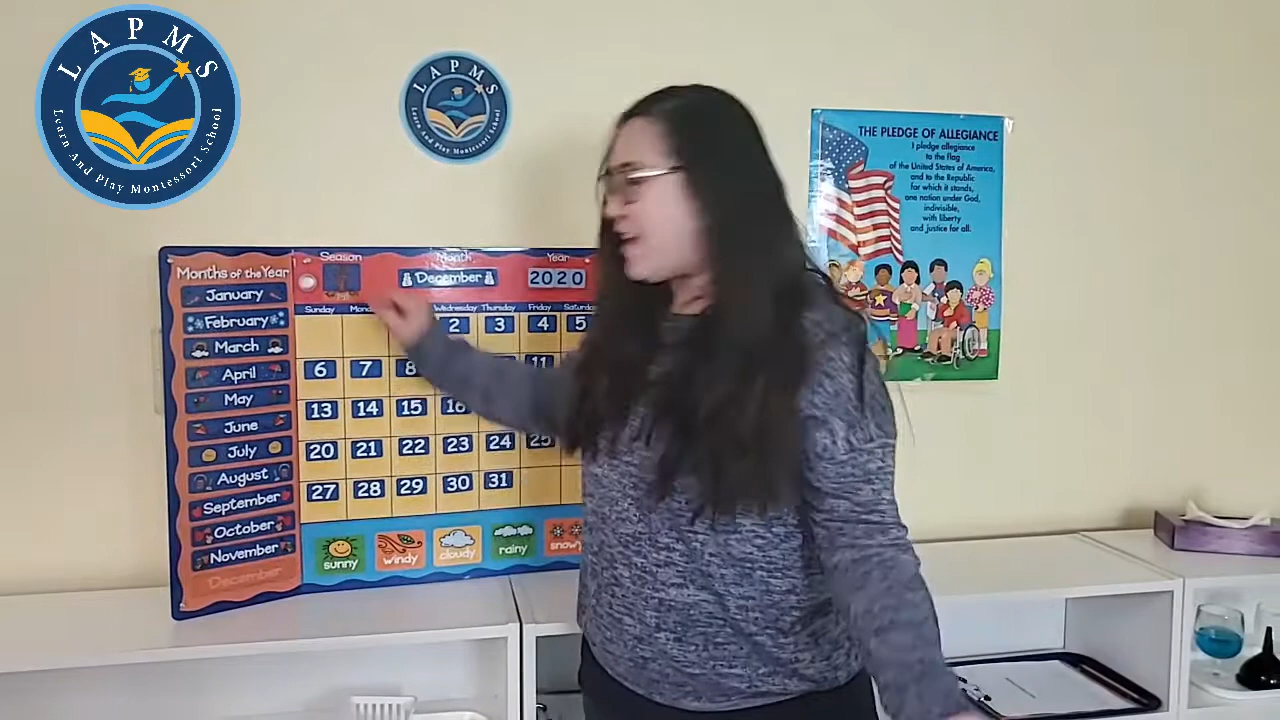 LAPMS
Learn And Play Montessori School
LAPMS
Learn And Play Montessori School
THE PLEDGE OF ALLEGIANCE
I pledge allegiance
to the flag
of the United States of America,
and to the Republic
for which it stands,
one nation under God,
indivisible,
with liberty
and justice for all.
Months of the Year
January
February
March
April
May
June
July
August
September
October
November
December
Season Month Year
December 2020
Sunday Wednesday Thursday Friday
2 3 4 5
6 7 8 11
13 14 15 16
20 21 22 23 24 25
27 28 29 30 31
sunny windy cloudy rainy snowy